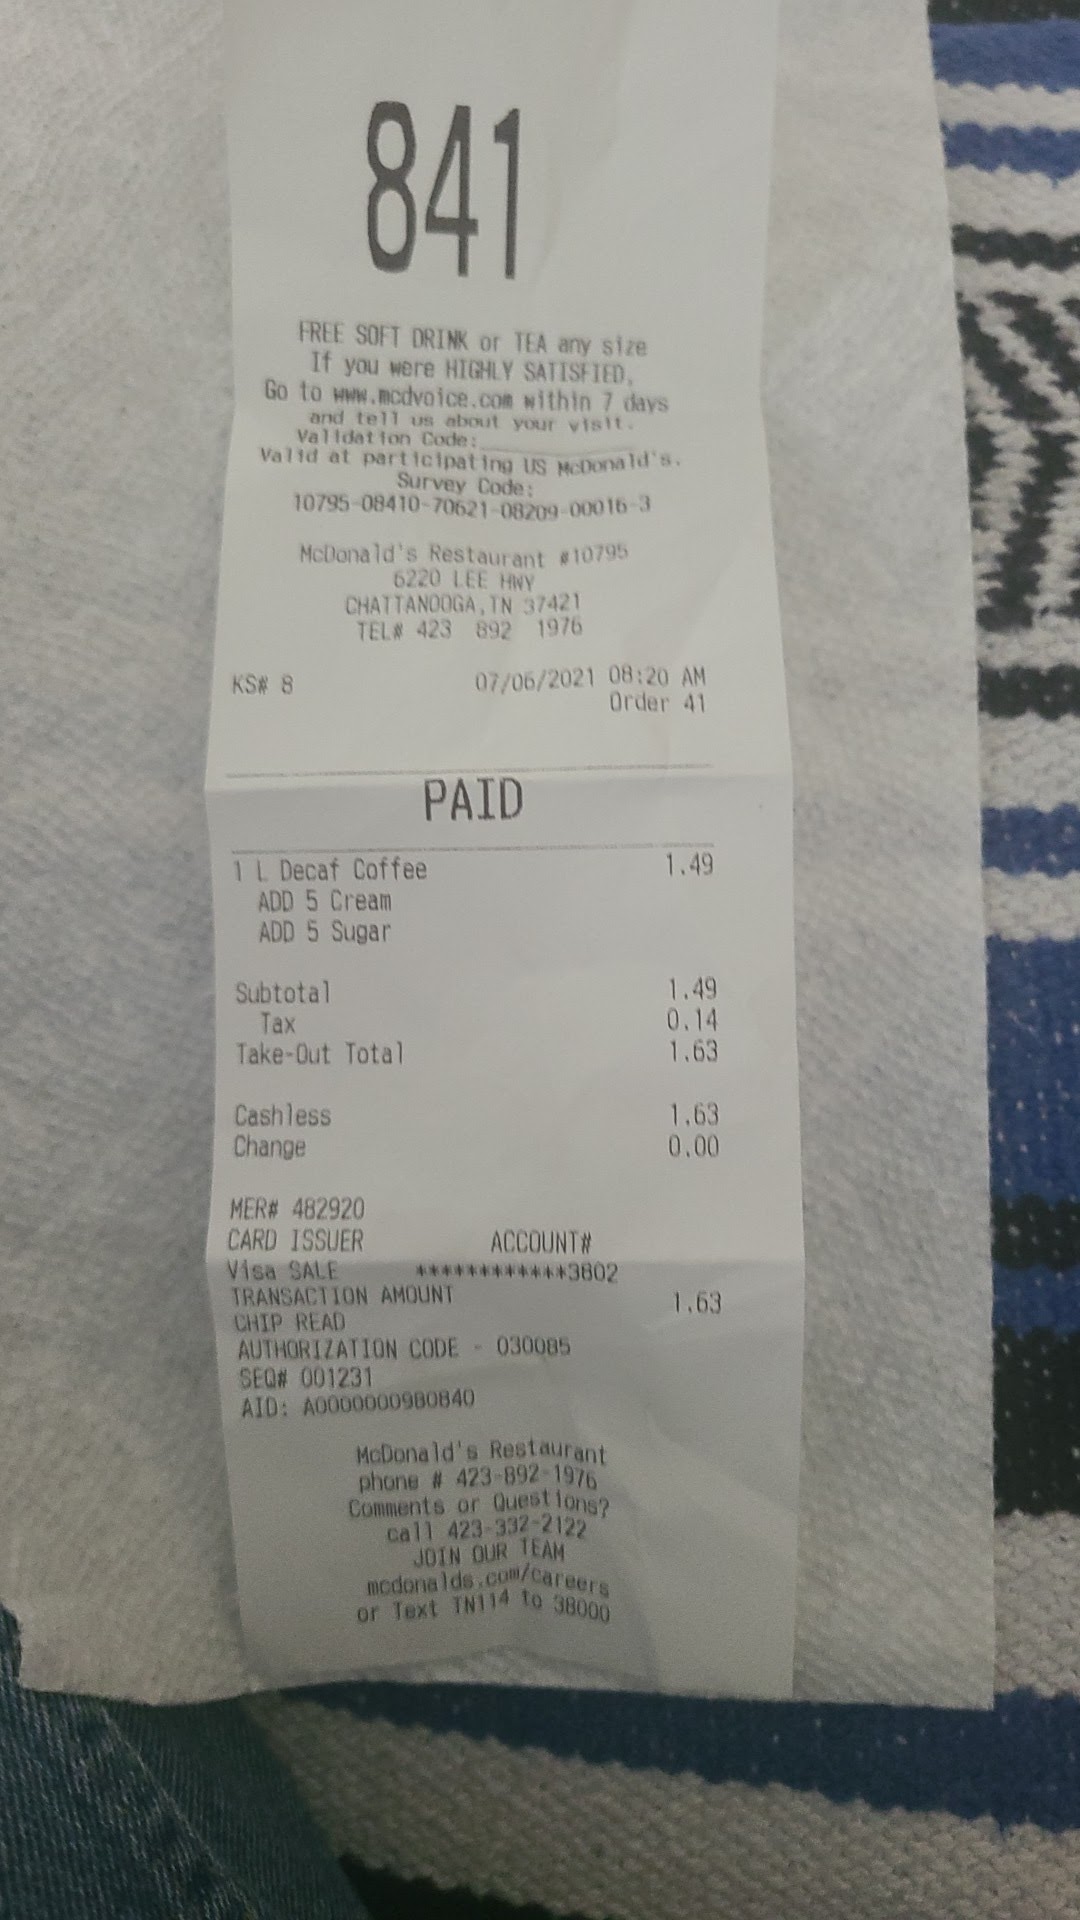 841
FREE SOFT DRINK or TEA any size
If you were HIGHLY SATISFIED,
Go to www.mcdvoice.com within 7 days
and tell us about your visit.
Validation Code:____________
Valid at participating US McDonald's.
Survey Code:
10795-08410-70621-08209-00016-3
McDonald's Restaurant #10795
6220 LEE HWY
CHATTANOOGA,TN 37421
TEL# 423 892 1976
KS# 8 07/06/2021 08:20 AM
Order 41
PAID
1 L Decaf Coffee 1.49
ADD 5 Cream
ADD 5 Sugar
Subtotal 1.49
Tax 0.14
Take-Out Total 1.63
Cashless 1.63
Change 0.00
MER# 482920
CARD ISSUER ACCOUNT#
Visa SALE ************3802
TRANSACTION AMOUNT 1.63
CHIP READ
AUTHORIZATION CODE - 030085
SEQ# 001231
AID: A0000000980840
McDonald's Restaurant
phone # 423-892-1976
Comments or Questions?
call 423-332-2122
JOIN OUR TEAM
mcdonalds.com/careers
or Text TN114 to 38000